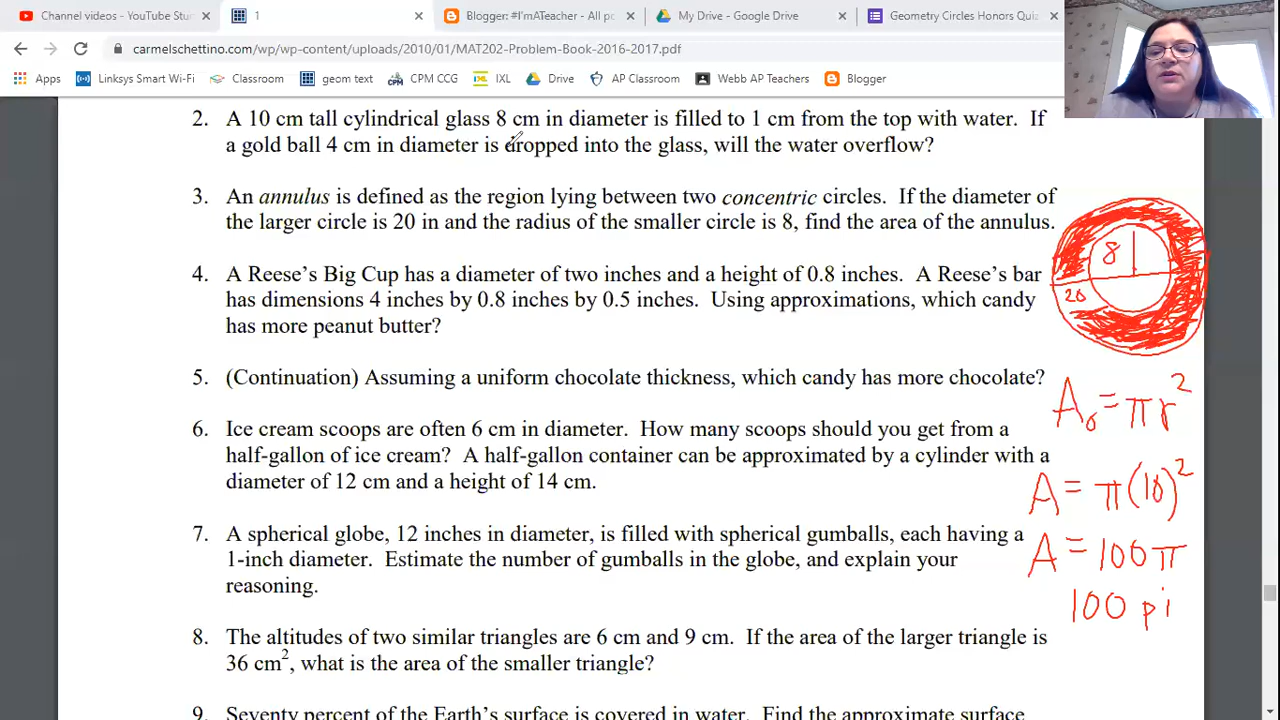 Channel videos - YouTube Stu
1
Blogger: #I'mATeacher - All po
My Drive - Google Drive
Geometry Circles Honors Quiz
carmelschettino.com/wp/wp-content/uploads/2010/01/MAT202-Problem-Book-2016-2017.pdf
Apps
Linksys Smart Wi-Fi
Classroom
geom text
CPM CCG
IXL
Drive
AP Classroom
Webb AP Teachers
Blogger
2. A 10 cm tall cylindrical glass 8 cm in diameter is filled to 1 cm from the top with water. If
a gold ball 4 cm in diameter is dropped into the glass, will the water overflow?
3. An annulus is defined as the region lying between two concentric circles. If the diameter of
the larger circle is 20 in and the radius of the smaller circle is 8, find the area of the annulus.
4. A Reese's Big Cup has a diameter of two inches and a height of 0.8 inches. A Reese's bar
has dimensions 4 inches by 0.8 inches by 0.5 inches. Using approximations, which candy
has more peanut butter?
5. (Continuation) Assuming a uniform chocolate thickness, which candy has more chocolate?
6. Ice cream scoops are often 6 cm in diameter. How many scoops should you get from a
half-gallon of ice cream? A half-gallon container can be approximated by a cylinder with a
diameter of 12 cm and a height of 14 cm.
7. A spherical globe, 12 inches in diameter, is filled with spherical gumballs, each having a
1-inch diameter. Estimate the number of gumballs in the globe, and explain your
reasoning.
8. The altitudes of two similar triangles are 6 cm and 9 cm. If the area of the larger triangle is
36 cm², what is the area of the smaller triangle?
9. Seventy percent of the Earth's surface is covered in water. Find the approximate surface
8
20
A₀ = πr²
A = π(10)²
A = 100π
100 pi